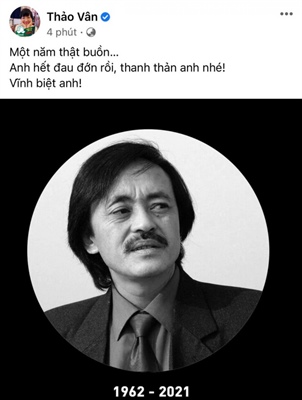 Thảo Vân
4 phút
Một năm thật buồn...
Anh hết đau đớn rồi, thanh thản anh nhé!
Vĩnh biệt anh!
1962 - 2021